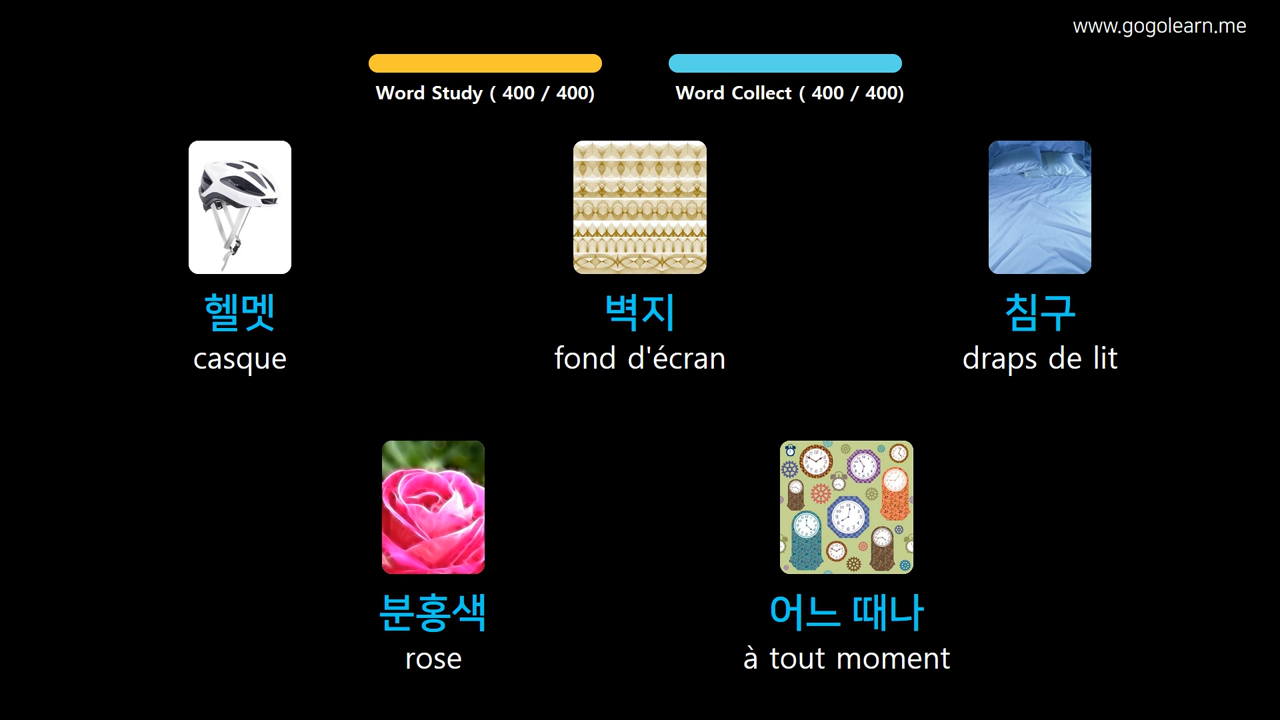 www.gogolearn.me
Word Study ( 400 / 400)
Word Collect ( 400 / 400)
헬멧
casque
벽지
fond d'écran
침구
draps de lit
분홍색
rose
어느 때나
à tout moment